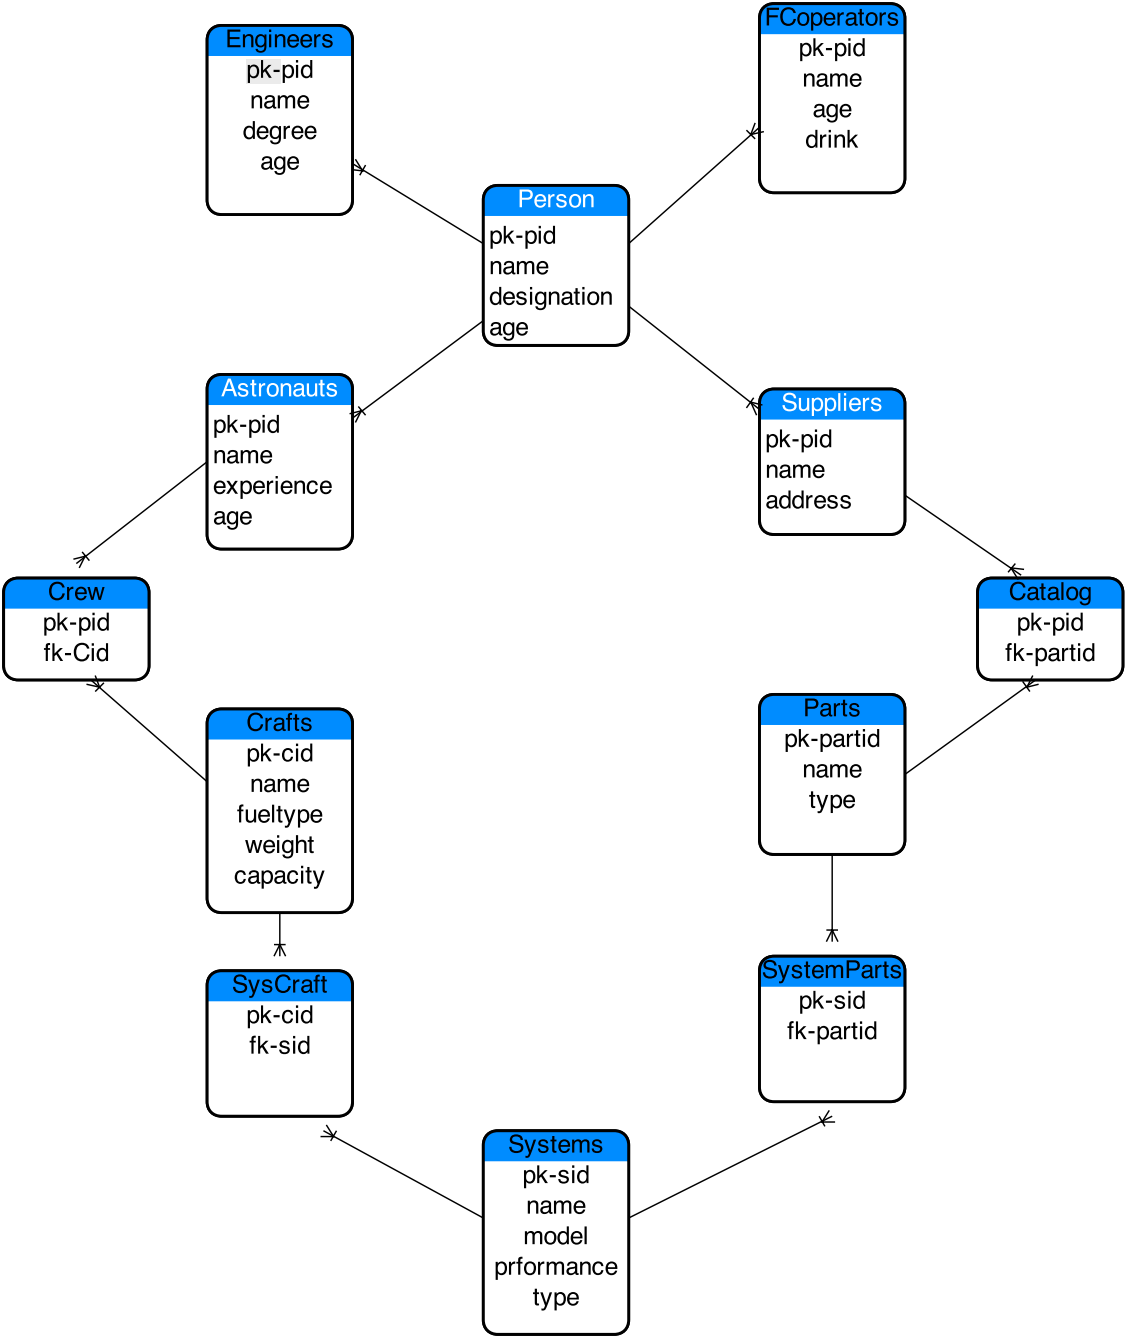 Engineers
pk-pid
name
degree
age
FCoperators
pk-pid
name
age
drink
Person
pk-pid
name
designation
age
Astronauts
pk-pid
name
experience
age
Suppliers
pk-pid
name
address
Crew
pk-pid
fk-Cid
Catalog
pk-pid
fk-partid
Crafts
pk-cid
name
fueltype
weight
capacity
Parts
pk-partid
name
type
SysCraft
pk-cid
fk-sid
SystemParts
pk-sid
fk-partid
Systems
pk-sid
name
model
prformance
type